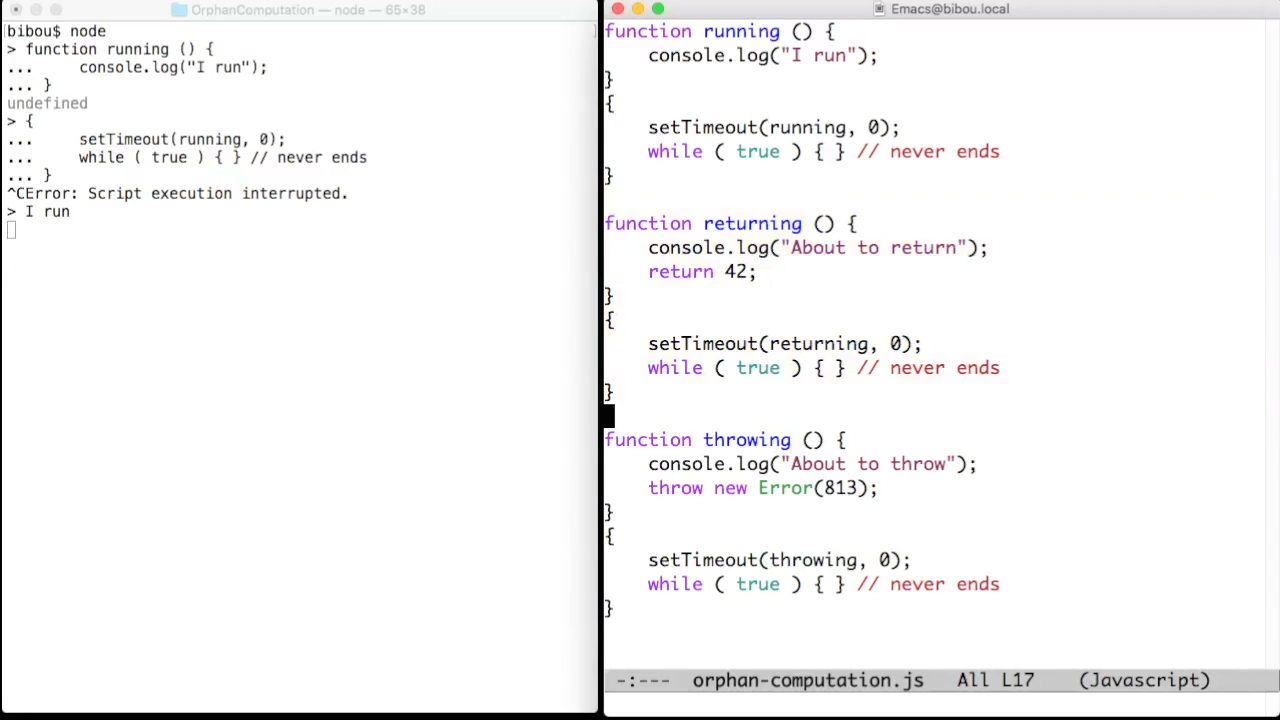 OrphanComputation — node — 65×38
bibou$ node
> function running () {
...     console.log("I run");
... }
undefined
> {
...     setTimeout(running, 0);
...     while ( true ) { } // never ends
... }
^CError: Script execution interrupted.
> I run
Emacs@bibou.local
function running () {
    console.log("I run");
}
{
    setTimeout(running, 0);
    while ( true ) { } // never ends
}
function returning () {
    console.log("About to return");
    return 42;
}
{
    setTimeout(returning, 0);
    while ( true ) { } // never ends
}
function throwing () {
    console.log("About to throw");
    throw new Error(813);
}
{
    setTimeout(throwing, 0);
    while ( true ) { } // never ends
}
-:--- orphan-computation.js All L17 (Javascript)